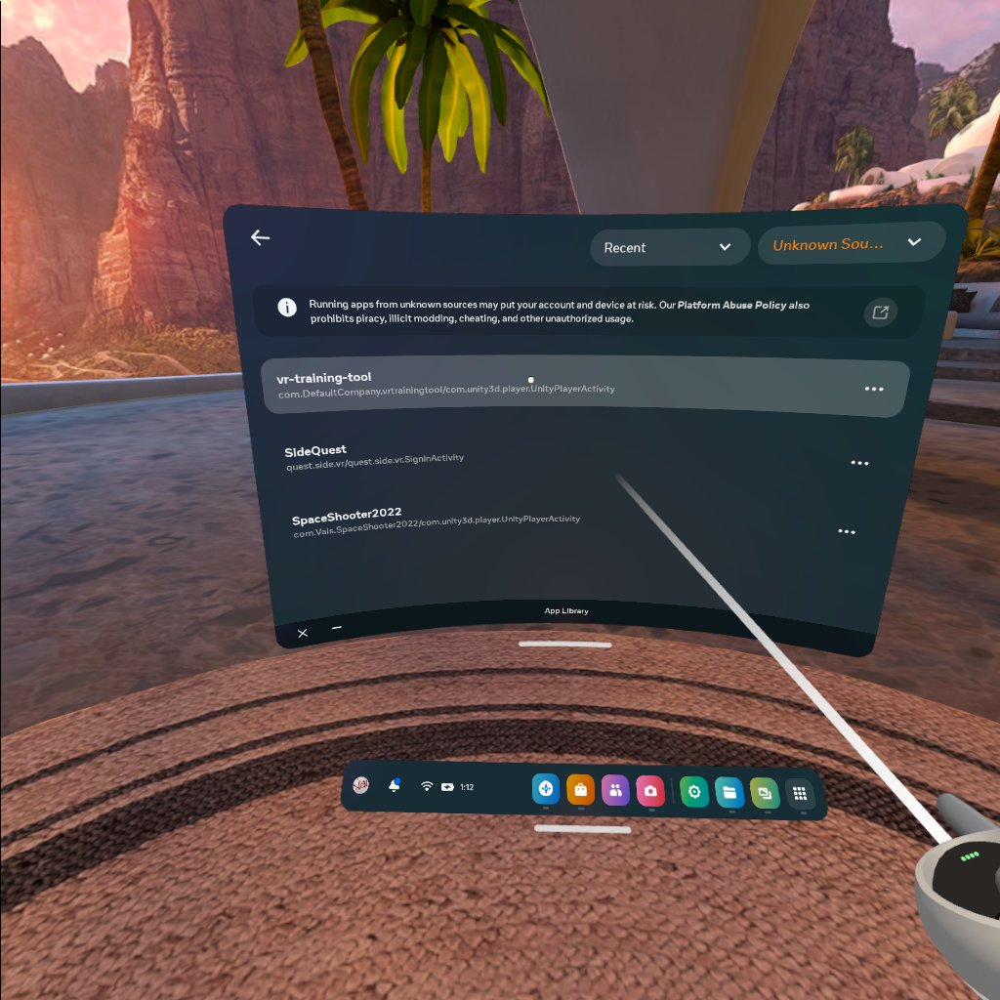 Recent
Unknown Sou...
Running apps from unknown sources may put your account and device at risk. Our Platform Abuse Policy also
prohibits piracy, illicit modding, cheating, and other unauthorized usage.
vr-training-tool
com.DefaultCompany.vrtrainingtool/com.unity3d.player.UnityPlayerActivity
SideQuest
quest.side.vr/quest.side.vr.SignInActivity
SpaceShooter2022
com.Vals.SpaceShooter2022/com.unity3d.player.UnityPlayerActivity
App Library
1:12